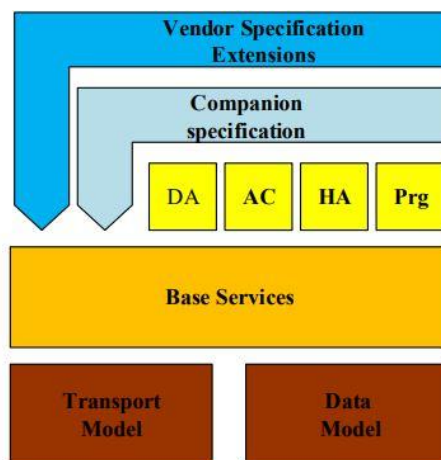 Vendor Specification
Extensions
Companion
specification
DA
AC
HA
Prg
Base Services
Transport
Model
Data
Model